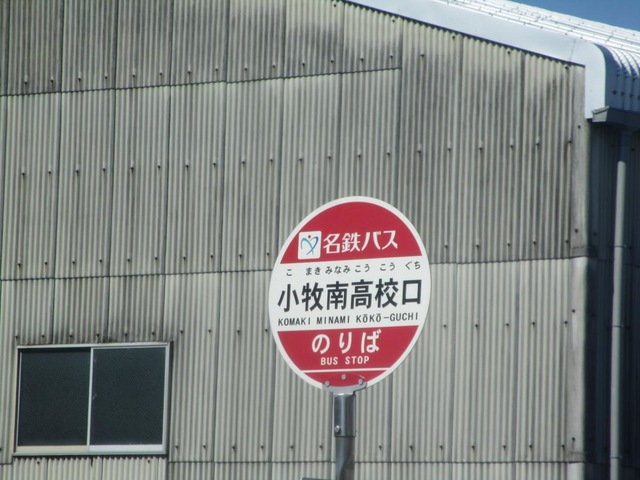 名鉄バス
こまきみなみこうこうぐち
小牧南高校口
KOMAKI MINAMI KŌKŌ-GUCHI
のりば
BUS STOP